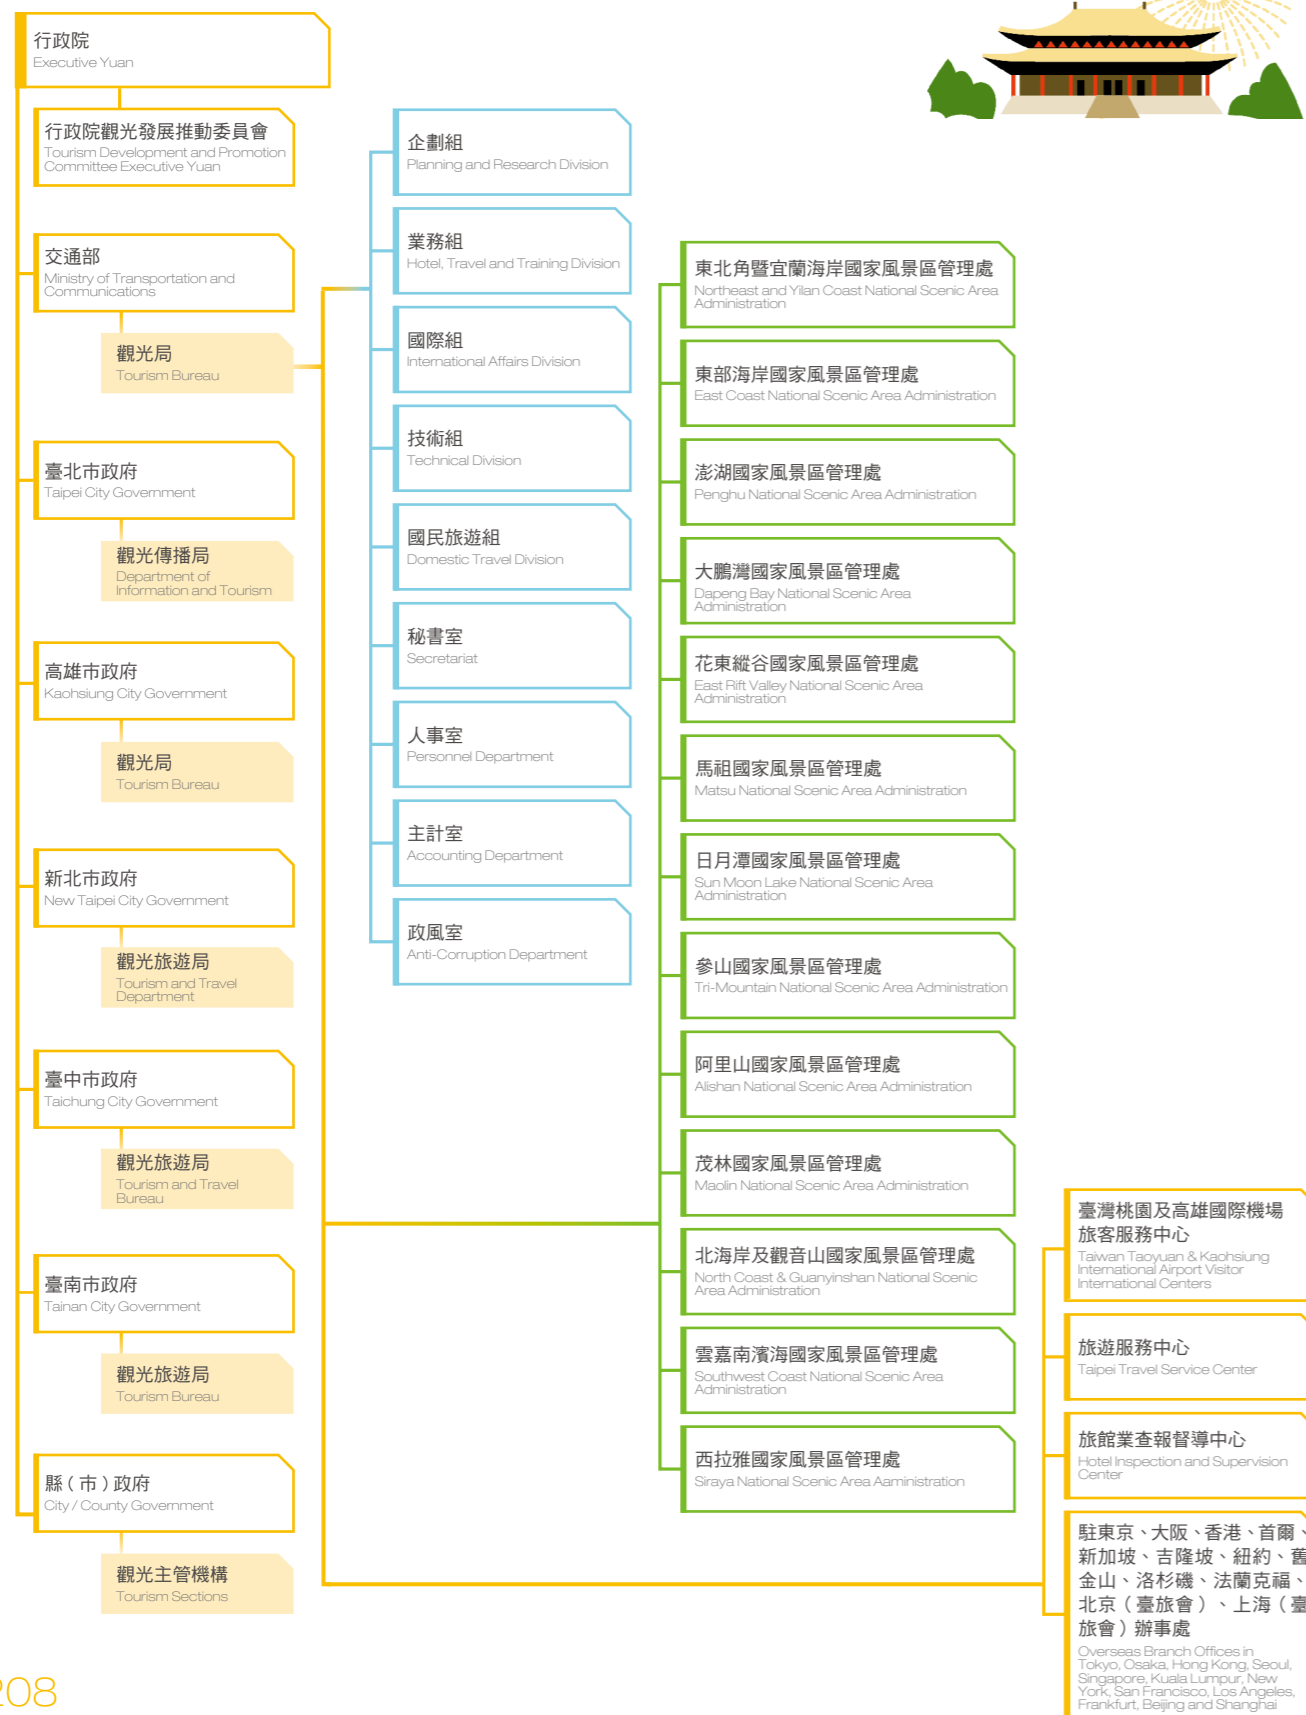 行政院
Executive Yuan
行政院觀光發展推動委員會
Tourism Development and Promotion
Committee Executive Yuan
交通部
Ministry of Transportation and
Communications
觀光局
Tourism Bureau
臺北市政府
Taipei City Government
觀光傳播局
Department of
Information and Tourism
高雄市政府
Kaohsiung City Government
觀光局
Tourism Bureau
新北市政府
New Taipei City Government
觀光旅遊局
Tourism and Travel
Department
臺中市政府
Taichung City Government
觀光旅遊局
Tourism and Travel
Bureau
臺南市政府
Tainan City Government
觀光旅遊局
Tourism Bureau
縣（市）政府
City / County Government
觀光主管機構
Tourism Sections
企劃組
Planning and Research Division
業務組
Hotel, Travel and Training Division
國際組
International Affairs Division
技術組
Technical Division
國民旅遊組
Domestic Travel Division
秘書室
Secretariat
人事室
Personnel Department
主計室
Accounting Department
政風室
Anti-Corruption Department
東北角暨宜蘭海岸國家風景區管理處
Northeast and Yilan Coast National Scenic Area
Administration
東部海岸國家風景區管理處
East Coast National Scenic Area Administration
澎湖國家風景區管理處
Penghu National Scenic Area Administration
大鵬灣國家風景區管理處
Dapeng Bay National Scenic Area
Administration
花東縱谷國家風景區管理處
East Rift Valley National Scenic Area
Administration
馬祖國家風景區管理處
Matsu National Scenic Area Administration
日月潭國家風景區管理處
Sun Moon Lake National Scenic Area
Administration
參山國家風景區管理處
Tri-Mountain National Scenic Area Administration
阿里山國家風景區管理處
Alishan National Scenic Area Administration
茂林國家風景區管理處
Maolin National Scenic Area Administration
北海岸及觀音山國家風景區管理處
North Coast & Guanyinshan National Scenic
Area Administration
雲嘉南濱海國家風景區管理處
Southwest Coast National Scenic Area
Administration
西拉雅國家風景區管理處
Siraya National Scenic Area Aaministration
臺灣桃園及高雄國際機場
旅客服務中心
Taiwan Taoyuan & Kaohsiung
International Airport Visitor
International Centers
旅遊服務中心
Taipei Travel Service Center
旅館業查報督導中心
Hotel Inspection and Supervision
Center
駐東京、大阪、香港、首爾、
新加坡、吉隆坡、紐約、舊
金山、洛杉磯、法蘭克福、
北京（臺旅會）、上海（臺
旅會）辦事處
Overseas Branch Offices in
Tokyo, Osaka, Hong Kong, Seoul,
Singapore, Kuala Lumpur, New
York, San Francisco, Los Angeles,
Frankfurt, Beijing and Shanghai
208